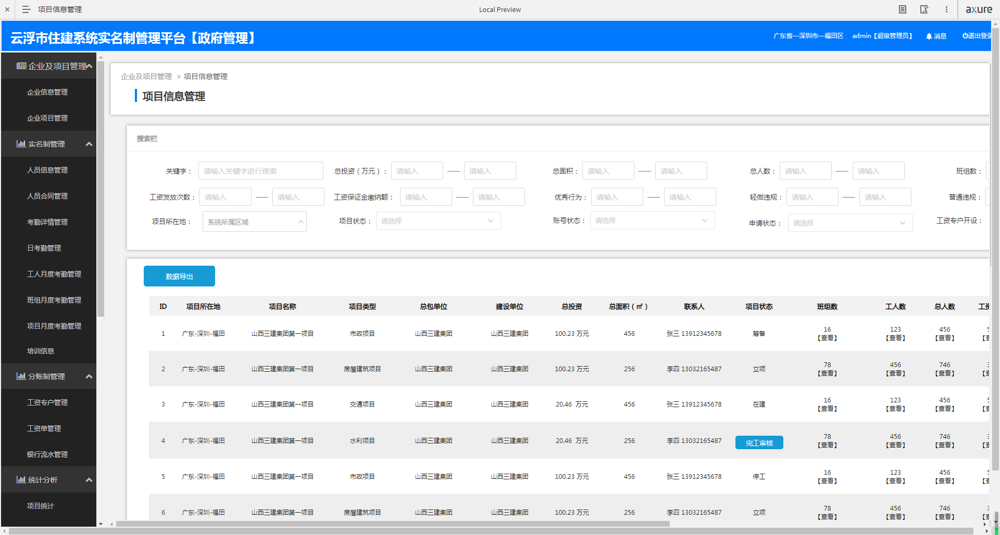 项目信息管理
Local Preview
axure
云浮市住建系统实名制管理平台【政府管理】
广东省—深圳市—福田区 admin【超级管理员】 消息 退出登录
企业及项目管理
企业信息管理
企业项目管理
实名制管理
人员信息管理
人员合同管理
考勤详情管理
日考勤管理
工人月度考勤管理
班组月度考勤管理
项目月度考勤管理
培训信息
分账制管理
工资专户管理
工资单管理
银行流水管理
统计分析
项目统计
企业及项目管理 > 项目信息管理
项目信息管理
搜索栏
关键字： 请输入关键字进行搜索 总投资（万元）： 请输入 请输入 总面积： 请输入 请输入 总人数： 请输入 请输入 班组数：
工资发放次数： 请输入 请输入 工资保证金缴纳额： 请输入 请输入 优秀行为： 请输入 请输入 轻微违规： 请输入 请输入 普通违规：
项目所在地： 系统所属区域 项目状态： 请选择 账号状态： 请选择 申请状态： 请选择 工资专户开设：
数据导出
ID 项目所在地 项目名称 项目类型 总包单位 建设单位 总投资 总面积（㎡） 联系人 项目状态 班组数 工人数 总人数 工资
1 广东-深圳-福田 山西三建集团第一项目 市政项目 山西三建集团 山西三建集团 100.23 万元 456 张三 13912345678 筹备 16 123 456
【查看】 【查看】 【查看】
2 广东-深圳-福田 山西三建集团第一项目 房屋建筑项目 山西三建集团 山西三建集团 100.23 万元 256 李四 13032165487 立项 78 456 746
【查看】 【查看】 【查看】
3 广东-深圳-福田 山西三建集团第一项目 交通项目 山西三建集团 山西三建集团 20.46 万元 456 张三 13912345678 在建 16 123 456
【查看】 【查看】 【查看】
4 广东-深圳-福田 山西三建集团第一项目 水利项目 山西三建集团 山西三建集团 20.46 万元 256 李四 13032165487 完工审核 78 456 746
【查看】 【查看】 【查看】
5 广东-深圳-福田 山西三建集团第一项目 市政项目 山西三建集团 山西三建集团 100.23 万元 456 张三 13912345678 停工 16 123 456
【查看】 【查看】 【查看】
6 广东-深圳-福田 山西三建集团第一项目 房屋建筑项目 山西三建集团 山西三建集团 100.23 万元 256 李四 13032165487 立项 78 456 746
【查看】 【查看】 【查看】